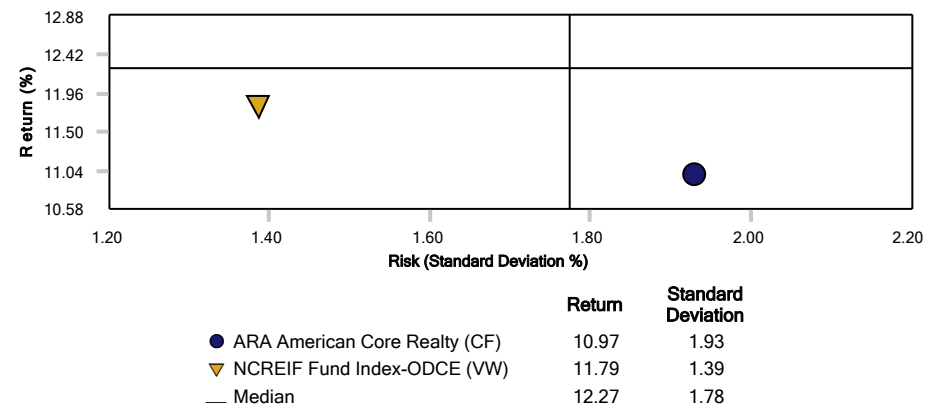 12.88
12.42
11.96
11.50
11.04
10.58
Return (%)
1.20 1.40 1.60 1.80 2.00 2.20
Risk (Standard Deviation %)
Return Standard Deviation
ARA American Core Realty (CF) 10.97 1.93
NCREIF Fund Index-ODCE (VW) 11.79 1.39
Median 12.27 1.78